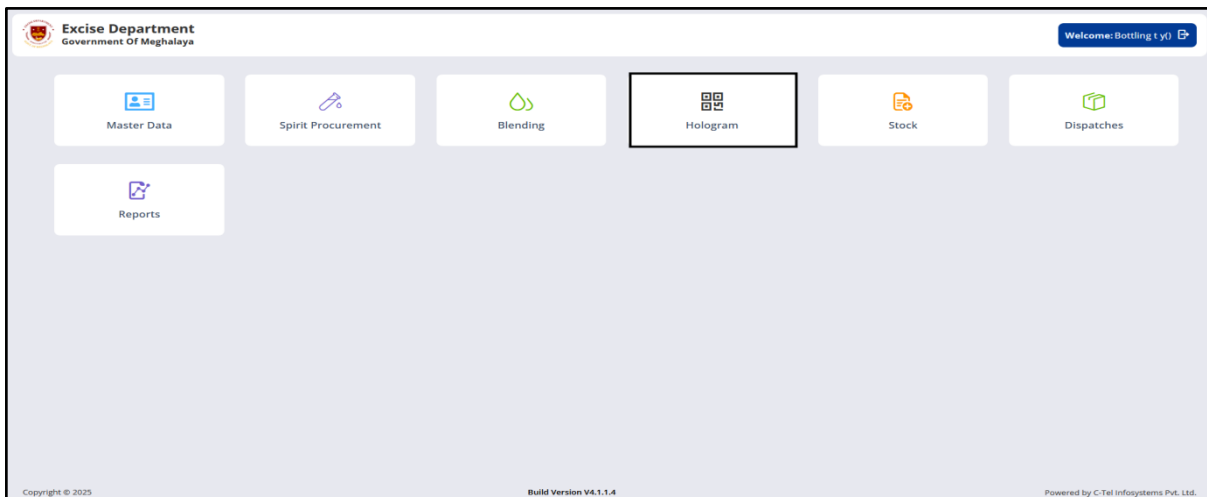 Excise Department
Government Of Meghalaya
Welcome: Bottling t y()
Master Data
Spirit Procurement
Blending
Hologram
Stock
Dispatches
Reports
Copyright © 2025
Build Version V4.1.1.4
Powered by C-Tel Infosystems Pvt. Ltd.